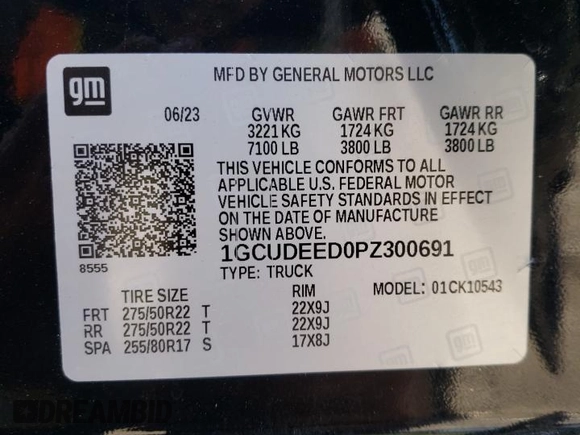 gm
MFD BY GENERAL MOTORS LLC
06/23 GVWR GAWR FRT GAWR RR
3221 KG 1724 KG 1724 KG
7100 LB 3800 LB 3800 LB
THIS VEHICLE CONFORMS TO ALL
APPLICABLE U.S. FEDERAL MOTOR
VEHICLE SAFETY STANDARDS IN EFFECT
ON THE DATE OF MANUFACTURE
SHOWN ABOVE.
8555
1GCUDEED0PZ300691
TYPE: TRUCK
MODEL: 01CK10543
TIRE SIZE RIM
FRT 275/50R22 T 22X9J
RR 275/50R22 T 22X9J
SPA 255/80R17 S 17X8J
DREAMBID